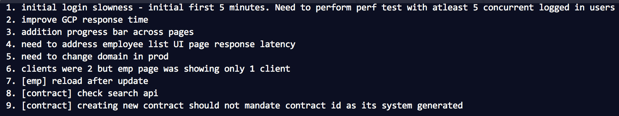 1. initial login slowness - initial first 5 minutes. Need to perform perf test with atleast 5 concurrent logged in users
2. improve GCP response time
3. addition progress bar across pages
4. need to address employee list UI page response latency
5. need to change domain in prod
6. clients were 2 but emp page was showing only 1 client
7. [emp] reload after update
8. [contract] check search api
9. [contract] creating new contract should not mandate contract id as its system generated